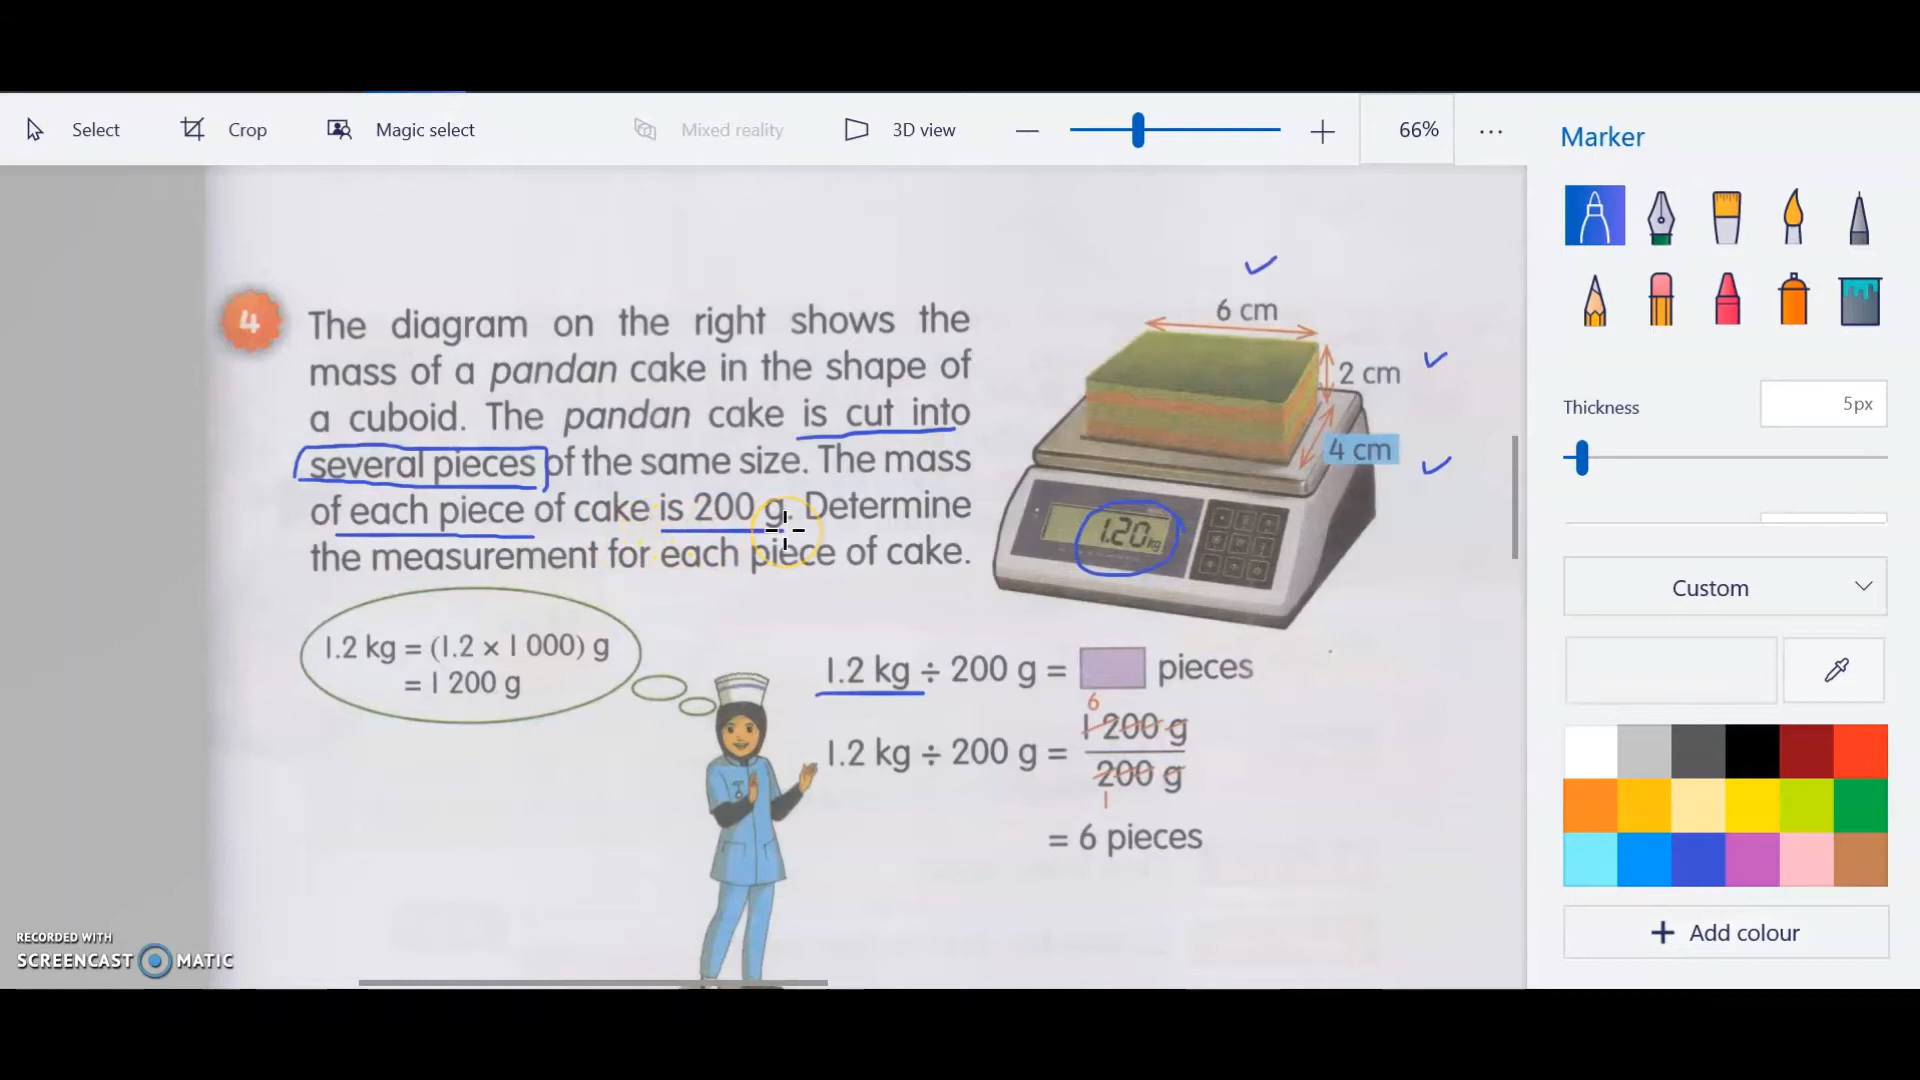 Select
Crop
Magic select
Mixed reality
3D view
66%
Marker
Thickness
5px
Custom
Add colour
4
The diagram on the right shows the
mass of a pandan cake in the shape of
a cuboid. The pandan cake is cut into
several pieces of the same size. The mass
of each piece of cake is 200 g. Determine
the measurement for each piece of cake.
6 cm
2 cm
4 cm
1.20 kg
1.2 kg = (1.2 × 1 000) g
= 1 200 g
1.2 kg ÷ 200 g = pieces
6
1 200 g
1.2 kg ÷ 200 g =
200 g
1
= 6 pieces
RECORDED WITH
SCREENCAST MATIC